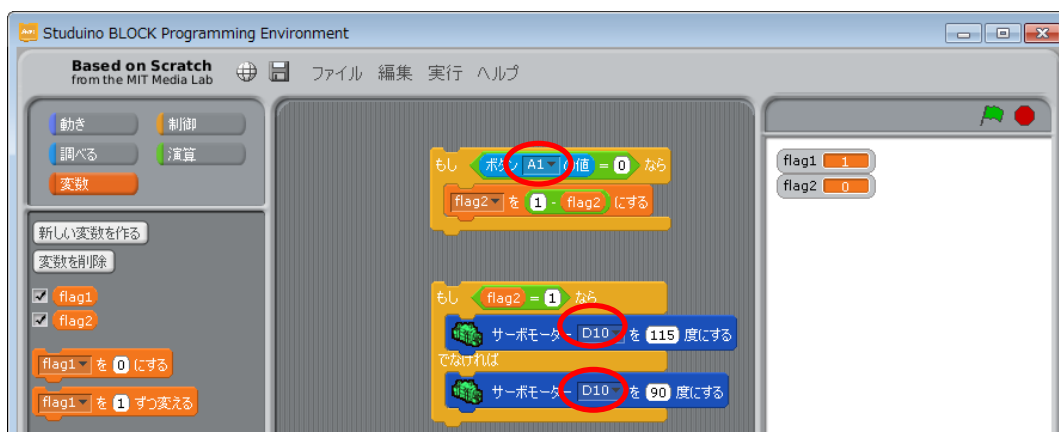 Studuino BLOCK Programming Environment
Based on Scratch
from the MIT Media Lab
ファイル 編集 実行 ヘルプ
動き 制御
調べる 演算
変数
新しい変数を作る
変数を削除
flag1
flag2
flag1 を 0 にする
flag1 を 1 ずつ変える
もし ボタン A1 の値 = 0 なら
flag2 を 1 - flag2 にする
もし flag2 = 1 なら
サーボモーター D10 を 115 度にする
でなければ
サーボモーター D10 を 90 度にする
flag1 1
flag2 0